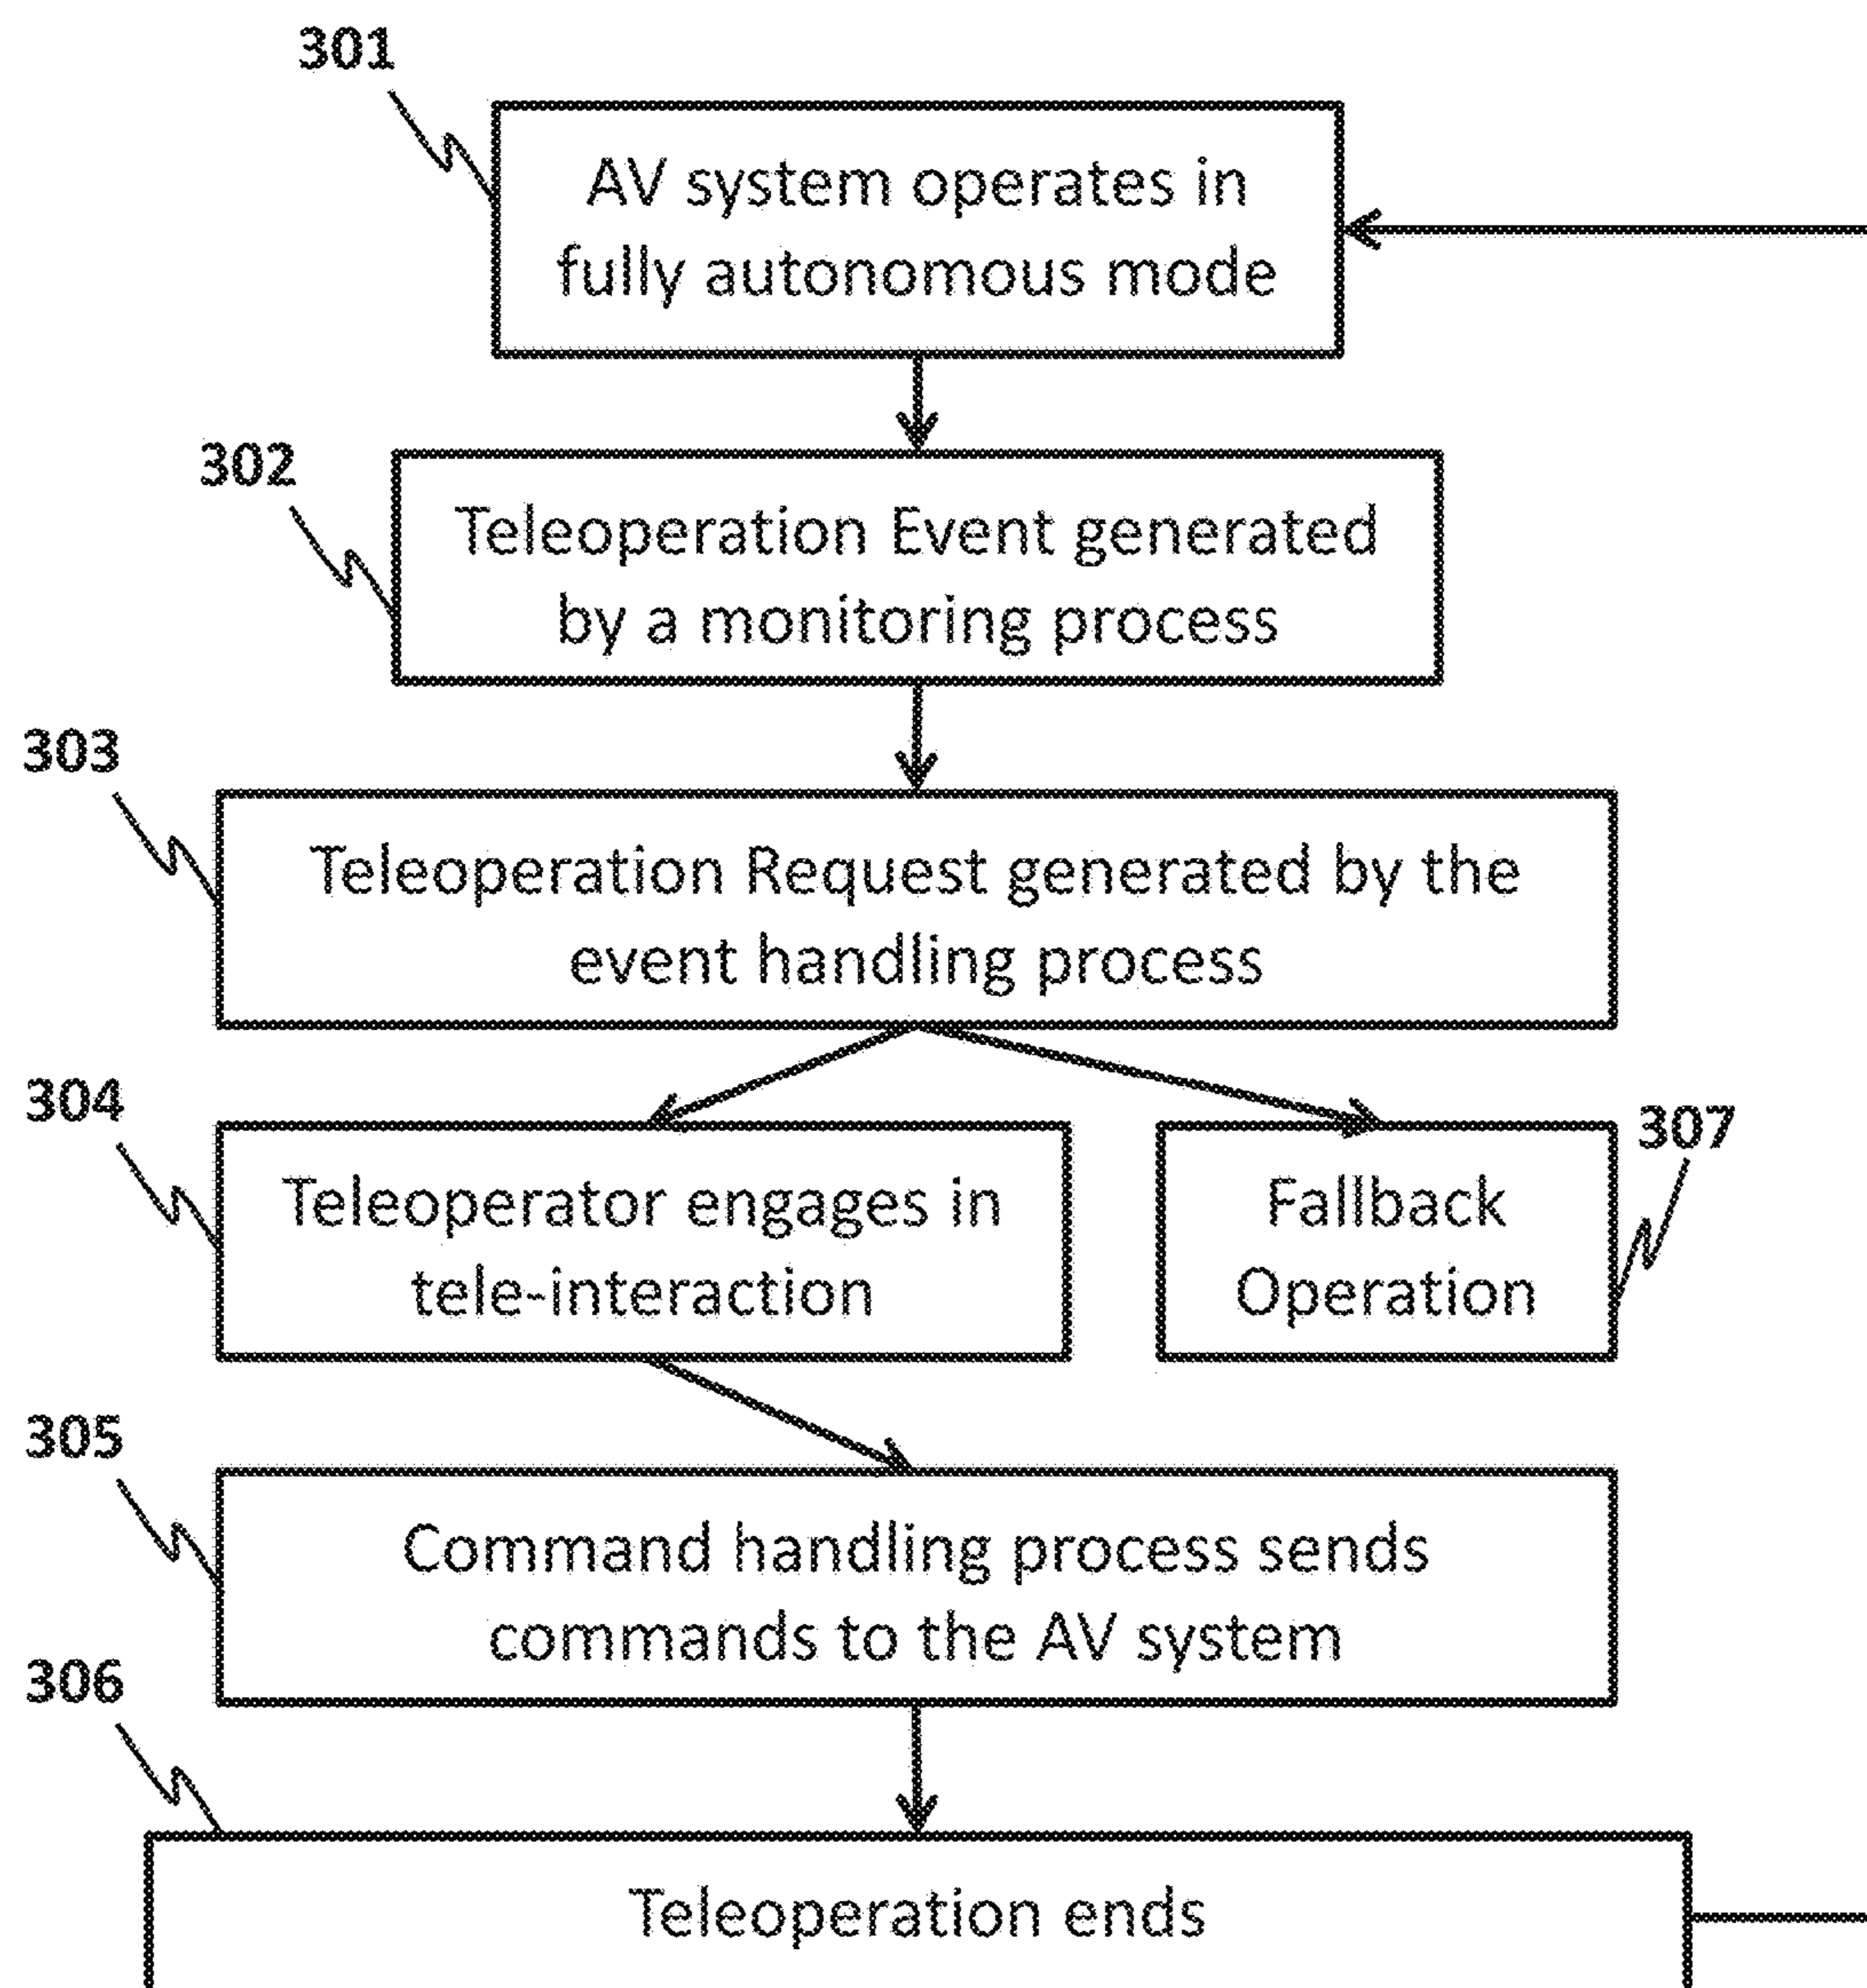 301
AV system operates in
fully autonomous mode
302
Teleoperation Event generated
by a monitoring process
303
Teleoperation Request generated by the
event handling process
304
Teleoperator engages in
tele-interaction
307
Fallback
Operation
305
Command handling process sends
commands to the AV system
306
Teleoperation ends